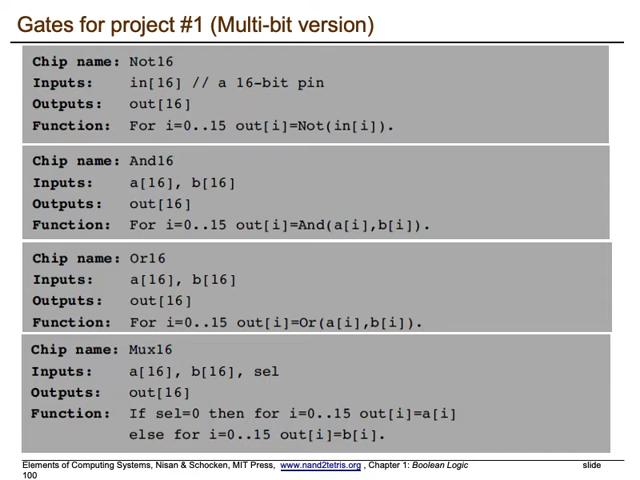 Gates for project #1 (Multi-bit version)
Chip name: Not16
Inputs: in[16] // a 16-bit pin
Outputs: out[16]
Function: For i=0..15 out[i]=Not(in[i]).
Chip name: And16
Inputs: a[16], b[16]
Outputs: out[16]
Function: For i=0..15 out[i]=And(a[i],b[i]).
Chip name: Or16
Inputs: a[16], b[16]
Outputs: out[16]
Function: For i=0..15 out[i]=Or(a[i],b[i]).
Chip name: Mux16
Inputs: a[16], b[16], sel
Outputs: out[16]
Function: If sel=0 then for i=0..15 out[i]=a[i]
else for i=0..15 out[i]=b[i].
Elements of Computing Systems, Nisan & Schocken, MIT Press, www.nand2tetris.org , Chapter 1: Boolean Logic slide
100